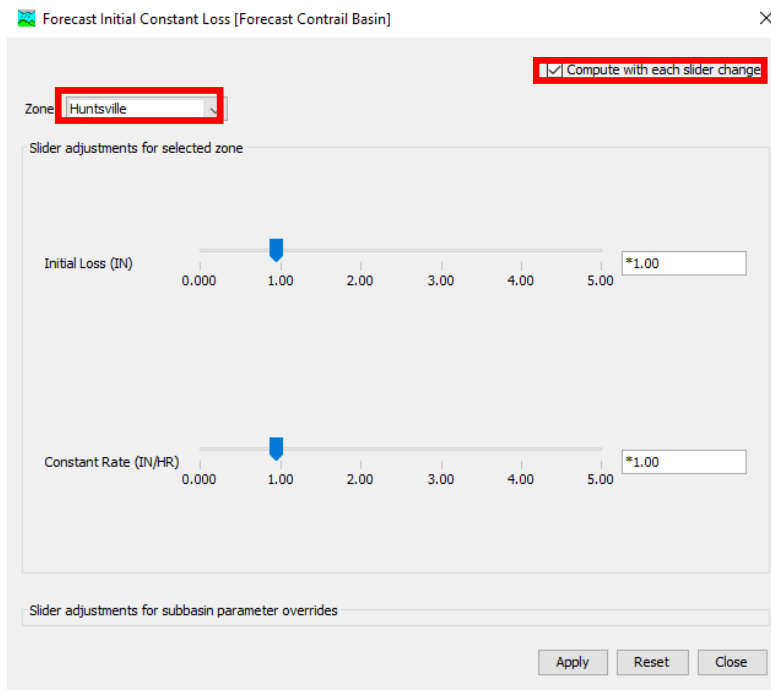 Forecast Initial Constant Loss [Forecast Contrail Basin]
Compute with each slider change
Zone Huntsville
Slider adjustments for selected zone
Initial Loss (IN) *1.00
0.000 1.00 2.00 3.00 4.00 5.00
Constant Rate (IN/HR) *1.00
0.000 1.00 2.00 3.00 4.00 5.00
Slider adjustments for subbasin parameter overrides
Apply Reset Close